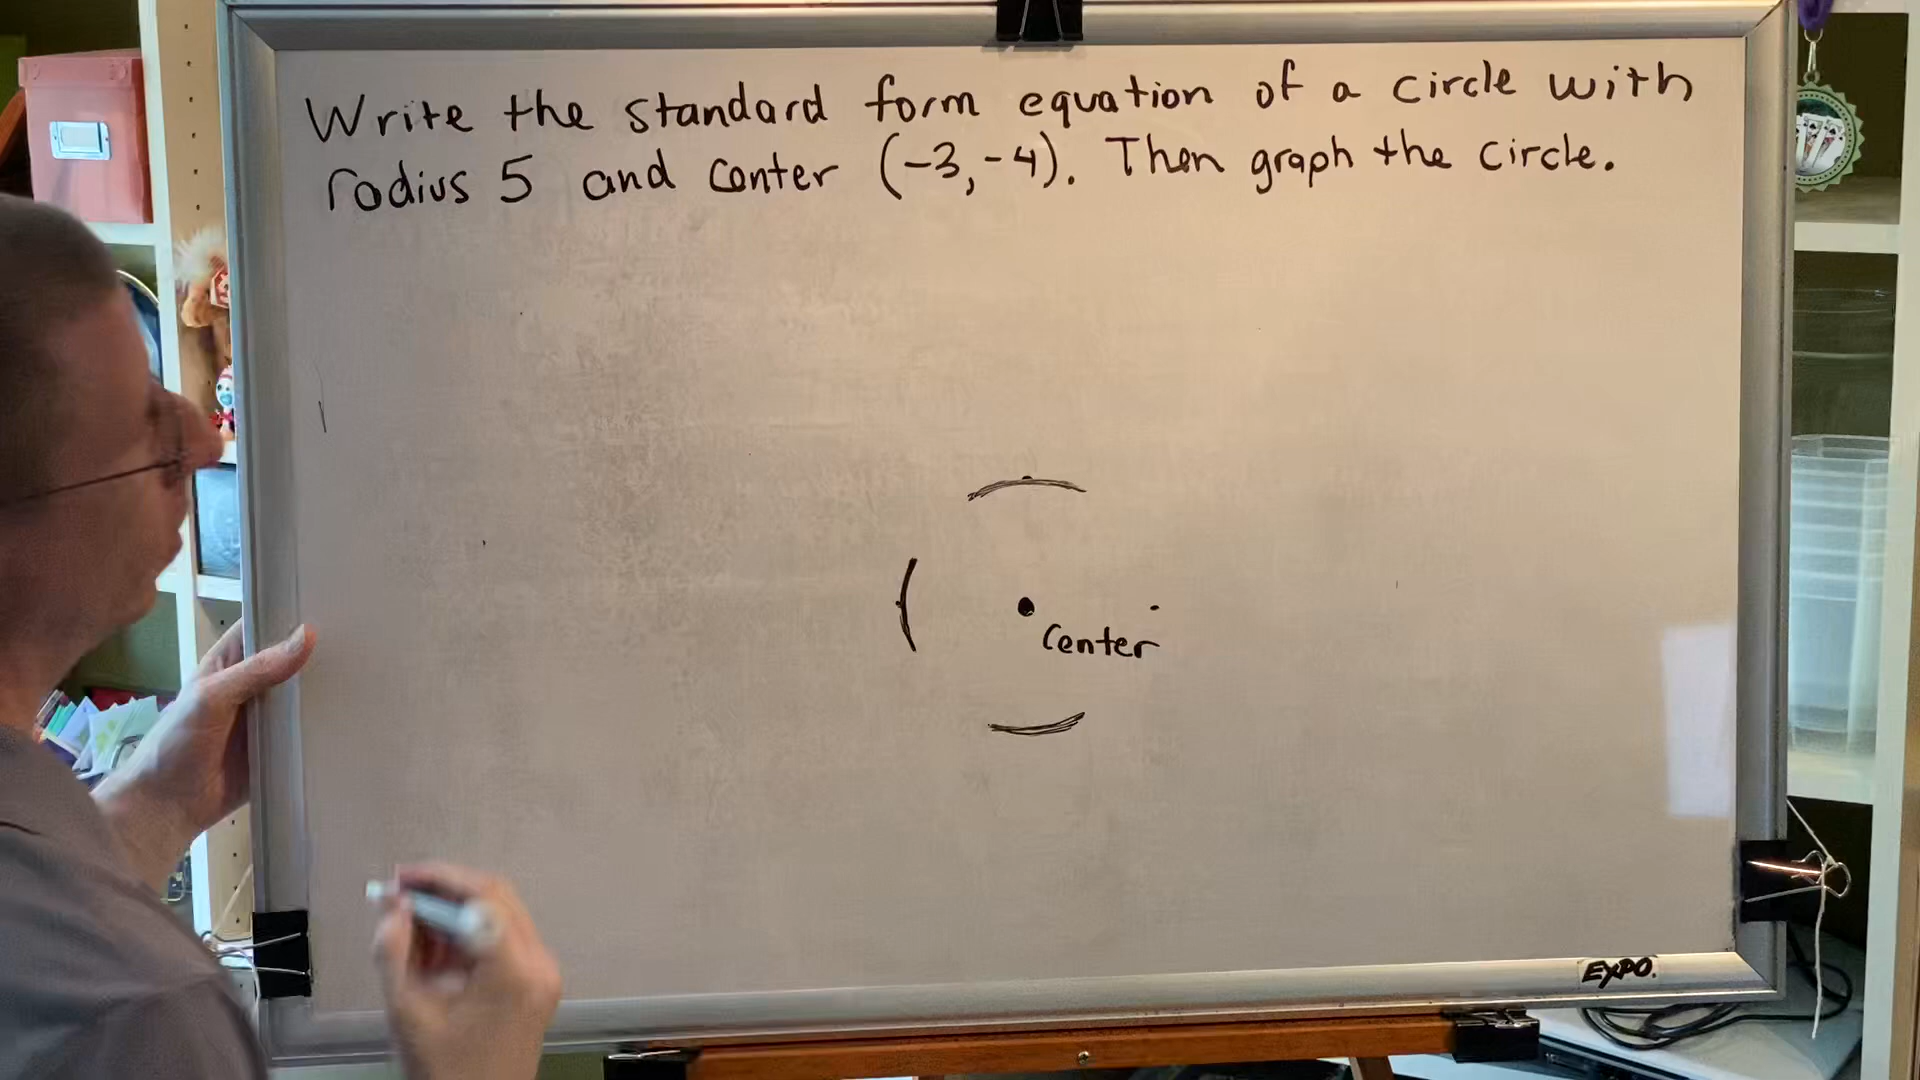 Write the standard form equation of a circle with
radius 5 and center (-3,-4). Then graph the circle.
Center
EXPO.